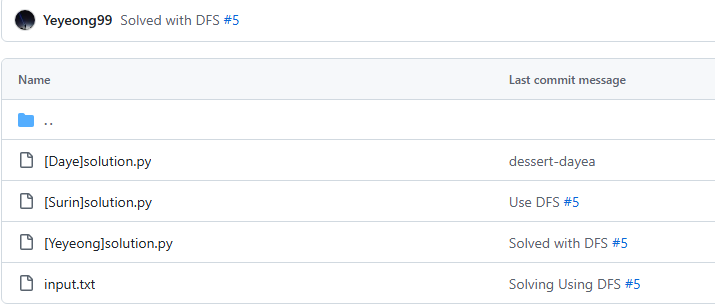 Yeyeong99 Solved with DFS #5
Name Last commit message
..
[Daye]solution.py dessert-dayea
[Surin]solution.py Use DFS #5
[Yeyeong]solution.py Solved with DFS #5
input.txt Solving Using DFS #5